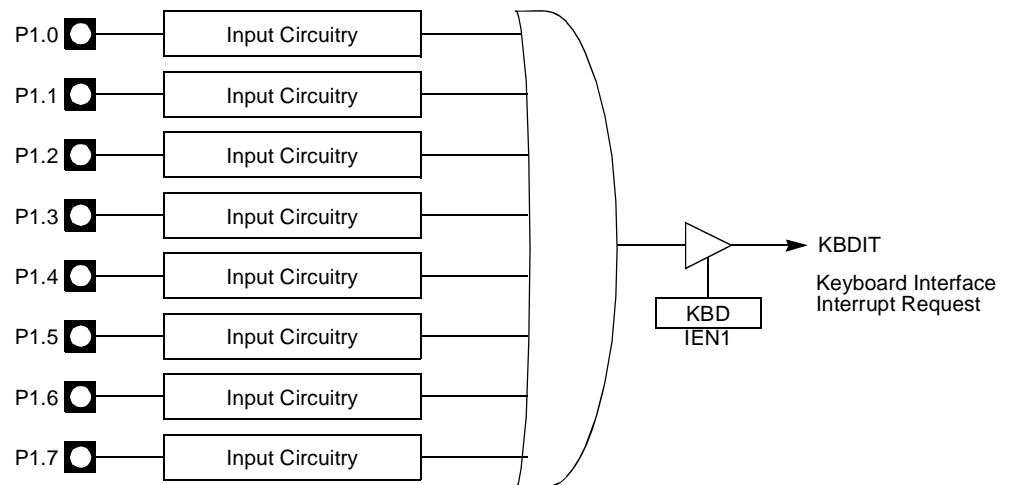 P1.0 Input Circuitry
P1.1 Input Circuitry
P1.2 Input Circuitry
P1.3 Input Circuitry
P1.4 Input Circuitry
P1.5 Input Circuitry
P1.6 Input Circuitry
P1.7 Input Circuitry
KBDIT
Keyboard Interface
Interrupt Request
KBD
IEN1